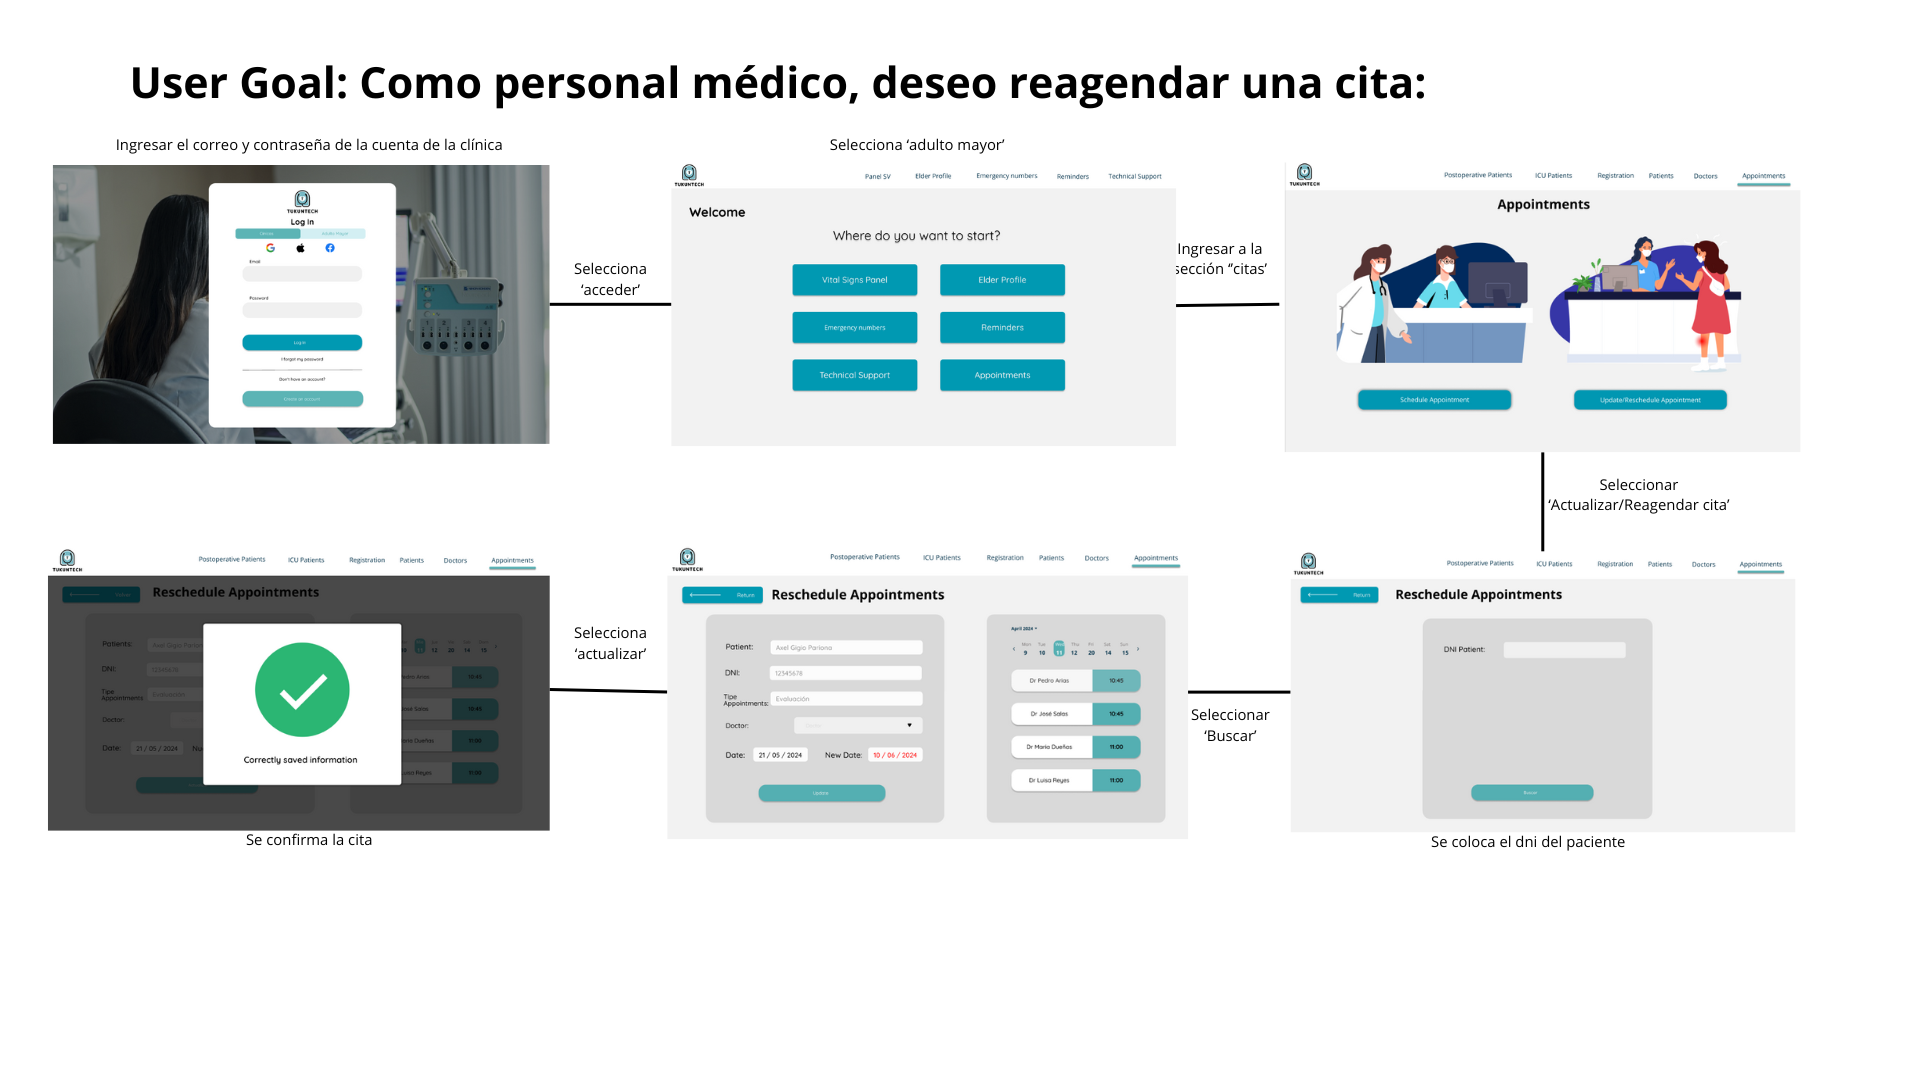 User Goal: Como personal médico, deseo reagendar una cita:
Ingresar el correo y contraseña de la cuenta de la clínica
TUKUNTECH
Log In
Clínica
Adulto Mayor
Email
Password
Log In
I forgot my password
Don't have an account?
Selecciona
‘acceder’
Selecciona ‘adulto mayor’
TUKUNTECH
Panel SV
Elder Profile
Emergency numbers
Reminders
Technical Support
Welcome
Where do you want to start?
Vital Signs Panel
Elder Profile
Emergency numbers
Reminders
Technical Support
Appointments
Ingresar a la
sección “citas’
TUKUNTECH
Postoperative Patients
ICU Patients
Registration
Patients
Doctors
Appointments
Appointments
Schedule Appointment
Update/Reschedule Appointment
Seleccionar
‘Actualizar/Reagendar cita’
TUKUNTECH
Postoperative Patients
ICU Patients
Registration
Patients
Doctors
Appointments
Return
Reschedule Appointments
DNI Patient:
Buscar
Se coloca el dni del paciente
Seleccionar
‘Buscar’
TUKUNTECH
Postoperative Patients
ICU Patients
Registration
Patients
Doctors
Appointments
Return
Reschedule Appointments
Patient:
Axel Gigio Pariona
DNI:
12345678
Tipe
Appointments:
Evaluación
Doctor:
Date:
21 / 05 / 2024
New Date:
10 / 06 / 2024
Update
April 2024
Mon Tue Wed Thu Fri Sat Sun
9 10 11 12 20 14 15
Dr Pedro Arias
10:45
Dr José Salas
10:45
Dr Mario Dueñas
11:00
Dr Luisa Reyes
11:00
Selecciona
‘actualizar’
TUKUNTECH
Postoperative Patients
ICU Patients
Registration
Patients
Doctors
Appointments
Return
Reschedule Appointments
Patients:
Axel Gigio Pariona
DNI:
12345678
Tipe
Appointments
Evaluación
Doctor:
Date:
21 / 05 / 2024
Correctly saved information
Se confirma la cita